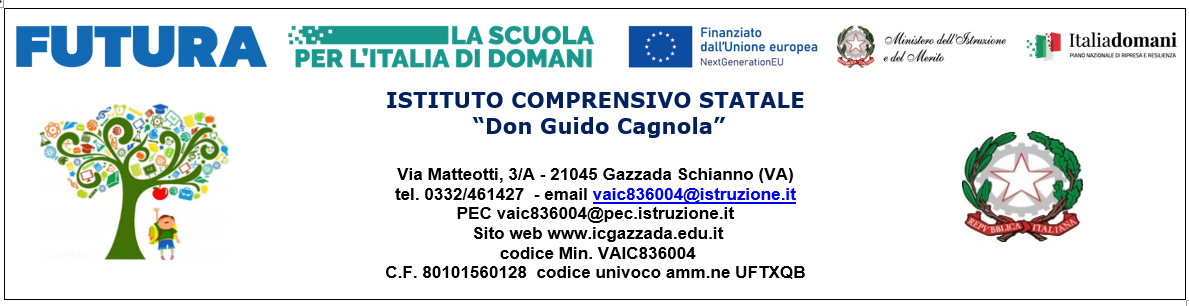 FUTURA
LA SCUOLA
PER L'ITALIA DI DOMANI
Finanziato
dall'Unione europea
NextGenerationEU
Ministero dell'Istruzione
e del Merito
Italiadomani
PIANO NAZIONALE DI RIPRESA E RESILIENZA
ISTITUTO COMPRENSIVO STATALE
“Don Guido Cagnola”
Via Matteotti, 3/A - 21045 Gazzada Schianno (VA)
tel. 0332/461427 - email vaic836004@istruzione.it
PEC vaic836004@pec.istruzione.it
Sito web www.icgazzada.edu.it
codice Min. VAIC836004
C.F. 80101560128 codice univoco amm.ne UFTXQB
REPVBBLICA ITALIANA